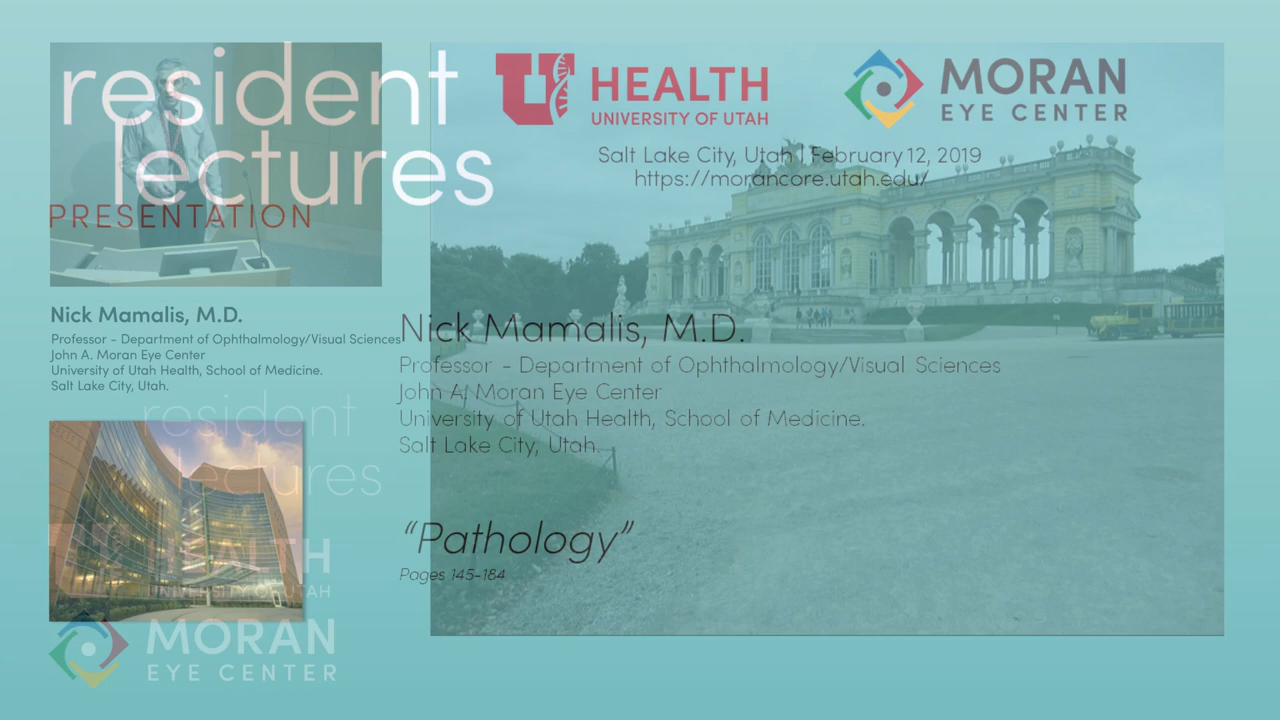 resident
lectures
PRESENTATION
U HEALTH
UNIVERSITY OF UTAH
MORAN
EYE CENTER
Salt Lake City, Utah | February 12, 2019
https://morancore.utah.edu/
Nick Mamalis, M.D.
Professor - Department of Ophthalmology/Visual Sciences
John A. Moran Eye Center
University of Utah Health, School of Medicine.
Salt Lake City, Utah.
Nick Mamalis, M.D.
Professor - Department of Ophthalmology/Visual Sciences
John A. Moran Eye Center
University of Utah Health, School of Medicine.
Salt Lake City, Utah.
"Pathology"
Pages 145-184
resident
lectures
HEALTH
UNIVERSITY OF UTAH
MORAN
EYE CENTER